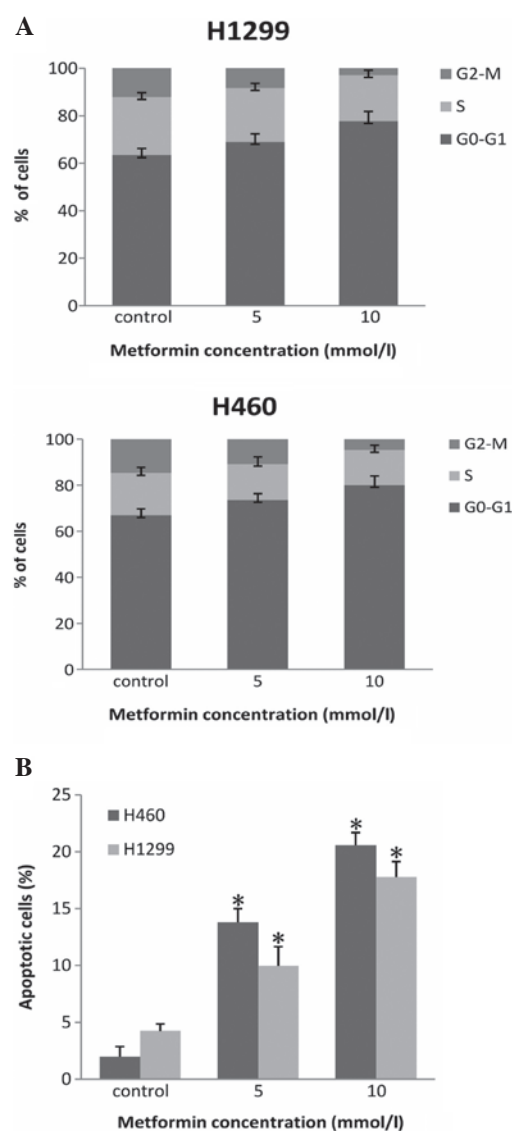 A
H1299
100
80
60
40
20
0
% of cells
G2-M
S
G0-G1
control 5 10
Metformin concentration (mmol/l)
H460
100
80
60
40
20
0
% of cells
G2-M
S
G0-G1
control 5 10
Metformin concentration (mmol/l)
B
25
20
15
10
5
0
Apoptotic cells (%)
H460
H1299
* *
* *
control 5 10
Metformin concentration (mmol/l)